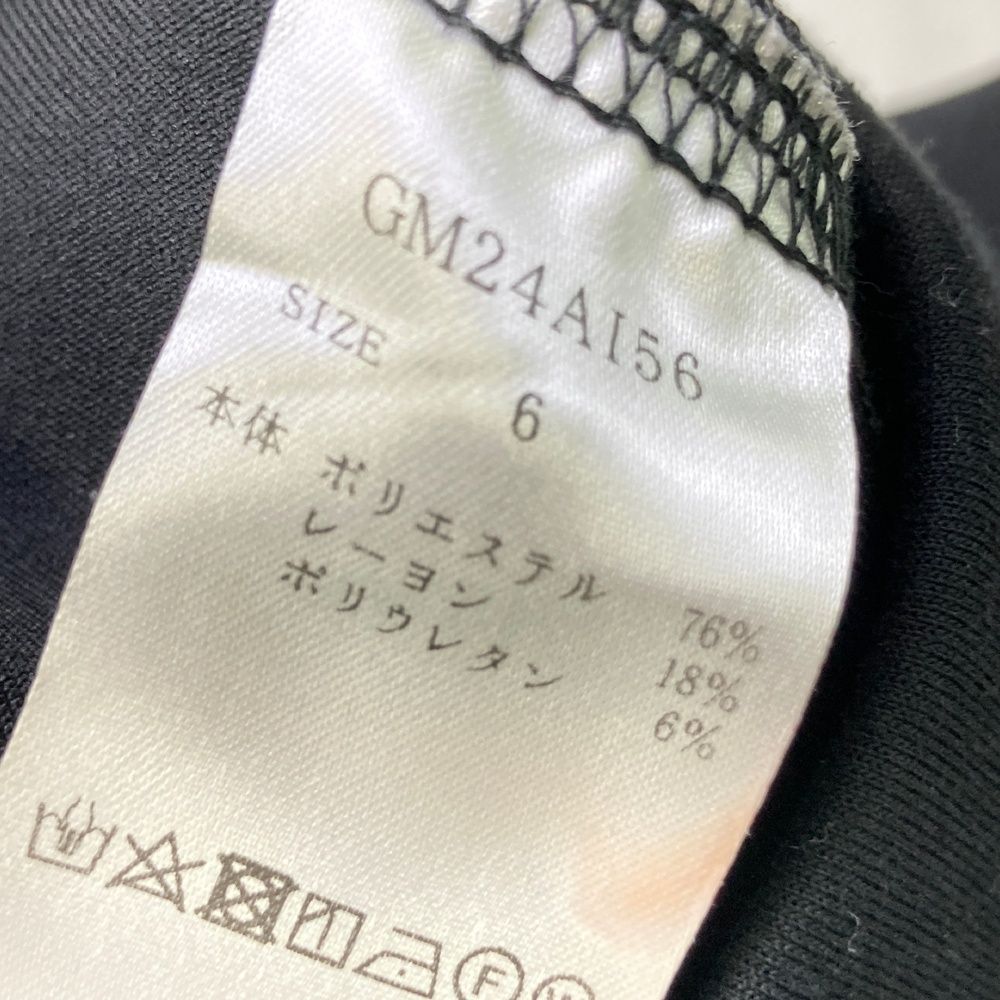 GM24AI56
SIZE 6
本体 ポリエステル 76%
レーヨン 18%
ポリウレタン 6%
F